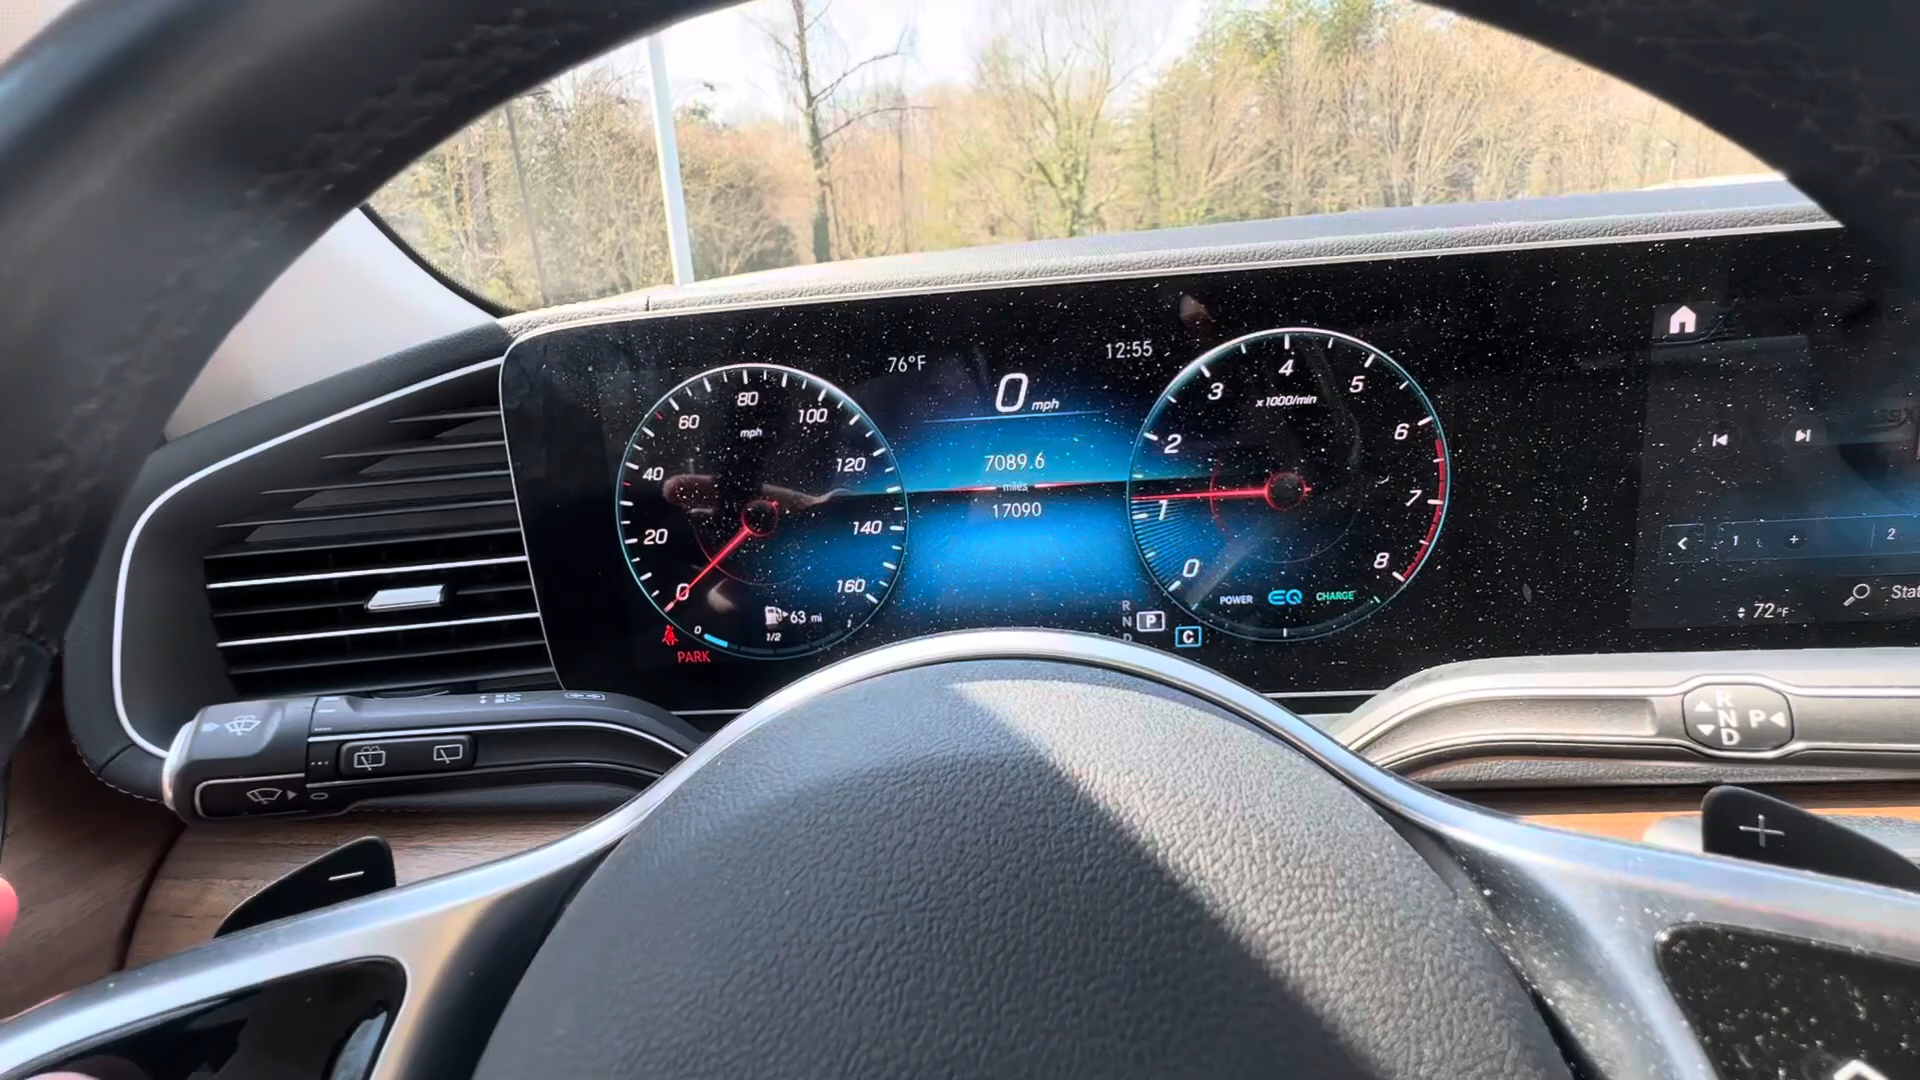 76°F
12:55
0 mph
7089.6
miles
17090
0
20
40
60
80
100
120
140
160
mph
63 mi
0
1/2
1
PARK
0
1
2
3
4
5
6
7
8
x1000/min
POWER
EQ
CHARGE
R
N
D
P
C
1
+
2
72°F
R
N P
D
−
+